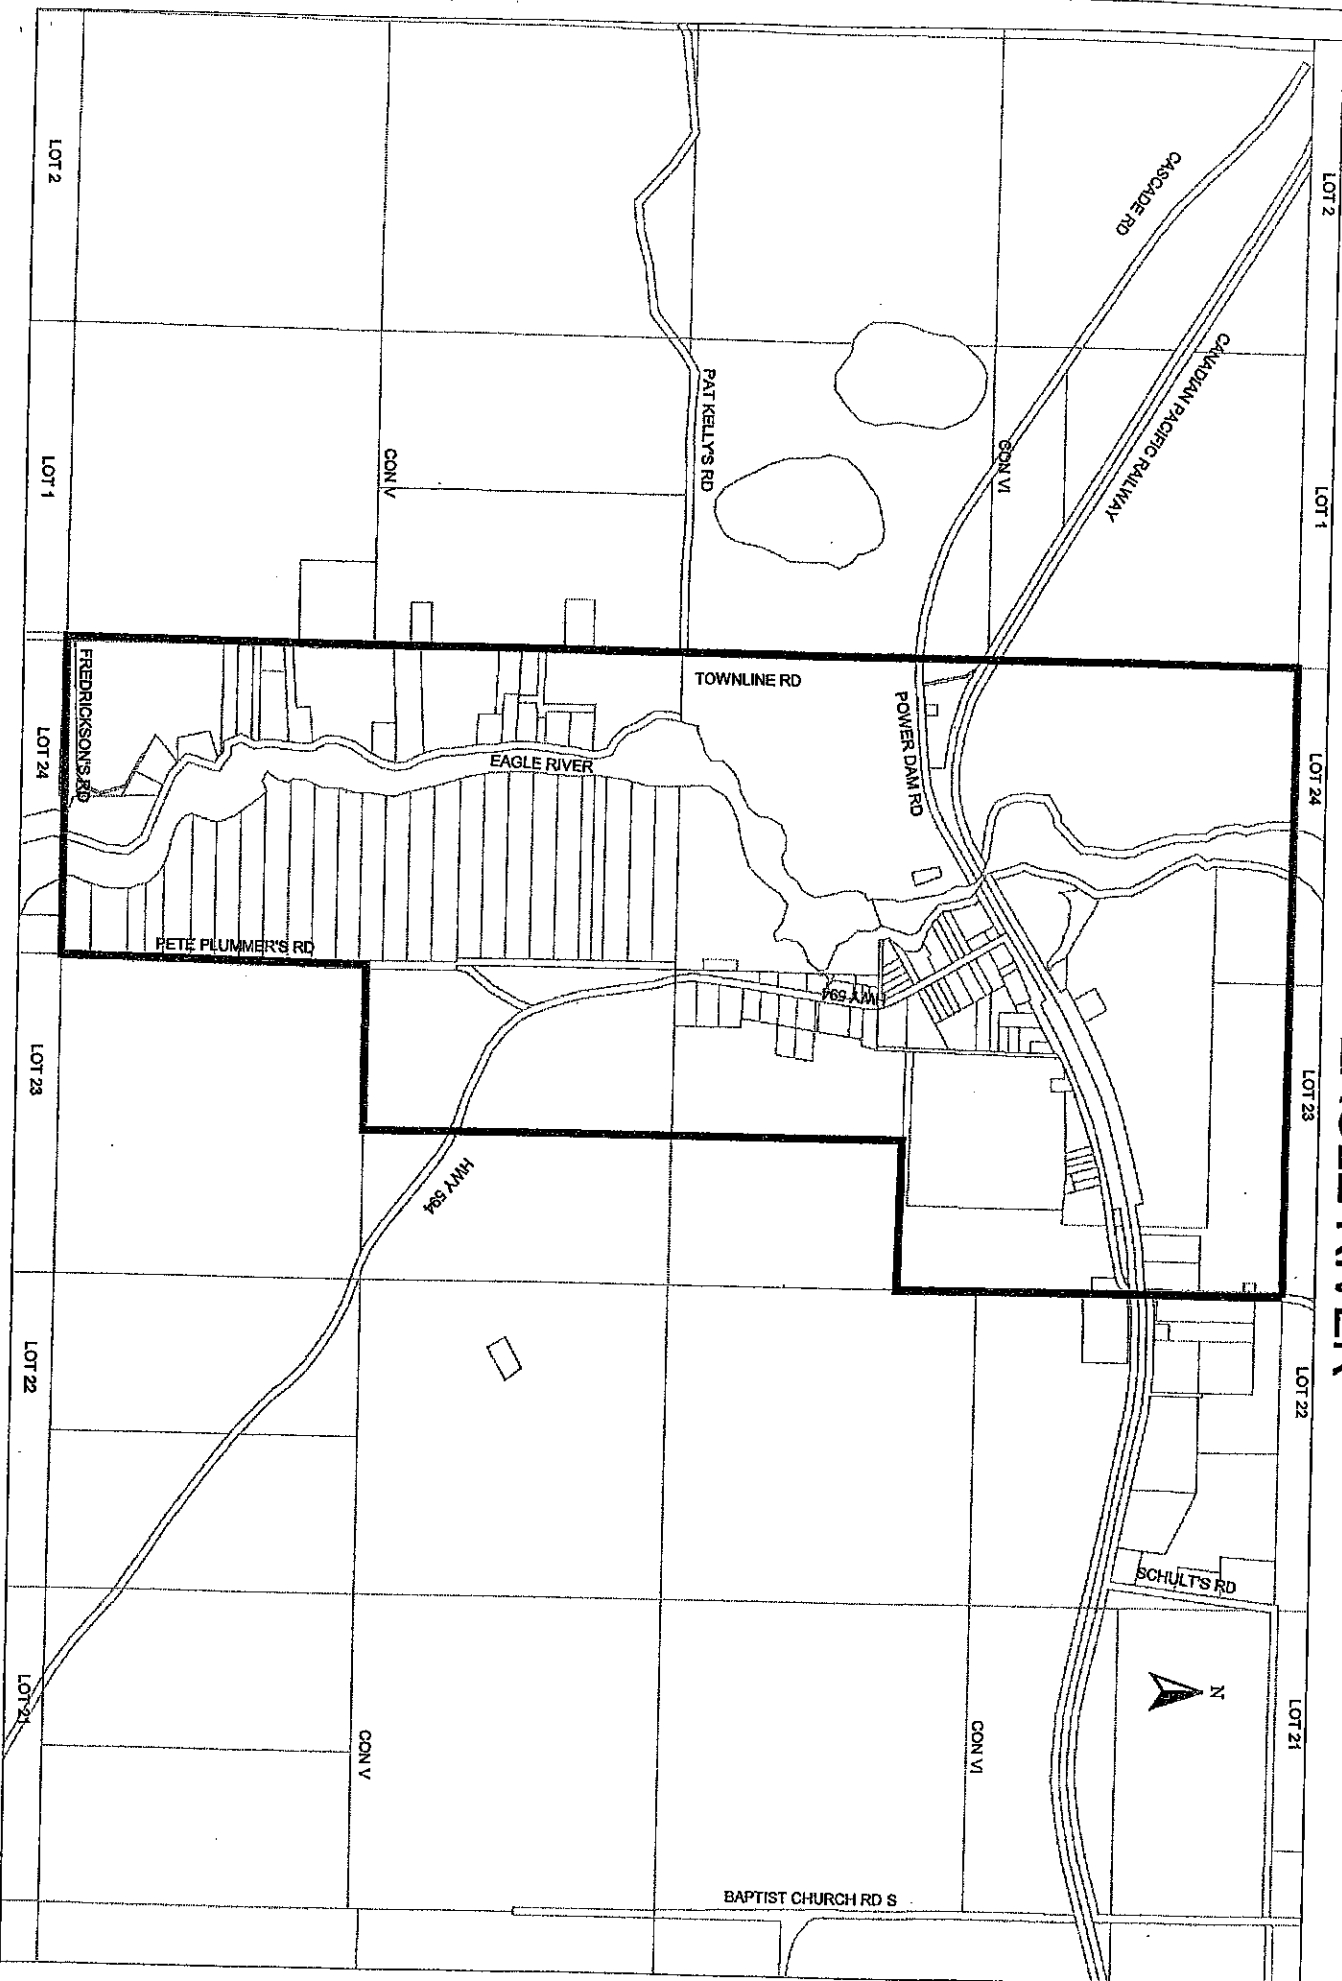 EAGLE RIVER
LOT 2
LOT 1
LOT 24
LOT 23
LOT 22
LOT 21
CASCADE RD
CANADIAN PACIFIC RAILWAY
CON VI
PAT KELLY'S RD
CON V
TOWNLINE RD
POWER DAM RD
EAGLE RIVER
FREDRICKSON'S RD
PETE PLUMMER'S RD
HWY 594
HWY 594
SCHULT'S RD
N
CON VI
CON V
BAPTIST CHURCH RD S
LOT 2
LOT 1
LOT 24
LOT 23
LOT 22
LOT 21